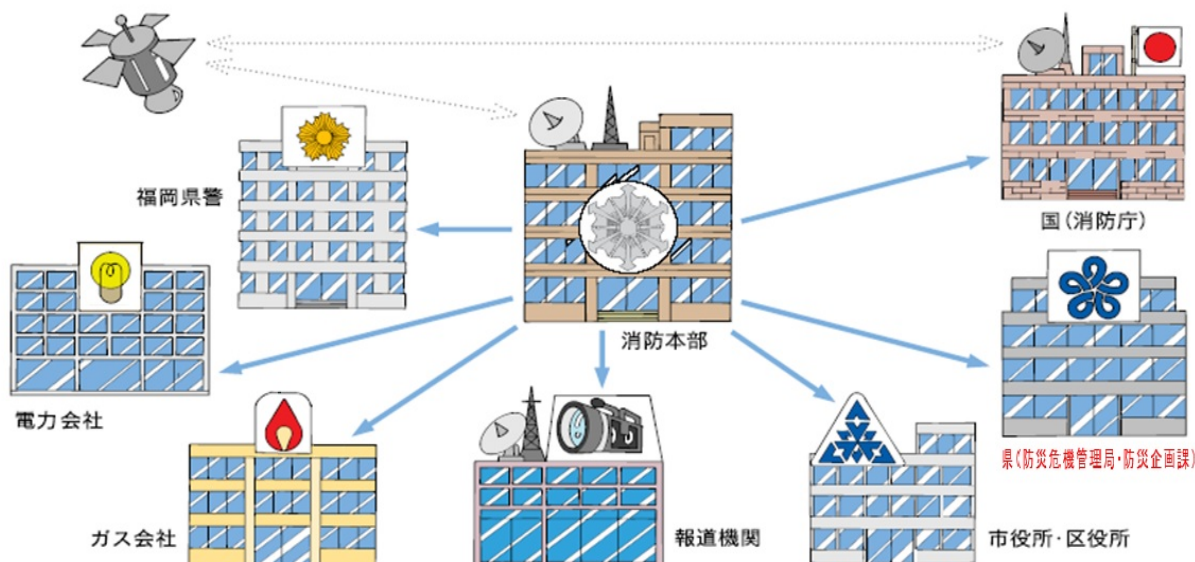 福岡県警
国(消防庁)
消防本部
電力会社
県(防災危機管理局・防災企画課)
ガス会社
報道機関
市役所・区役所